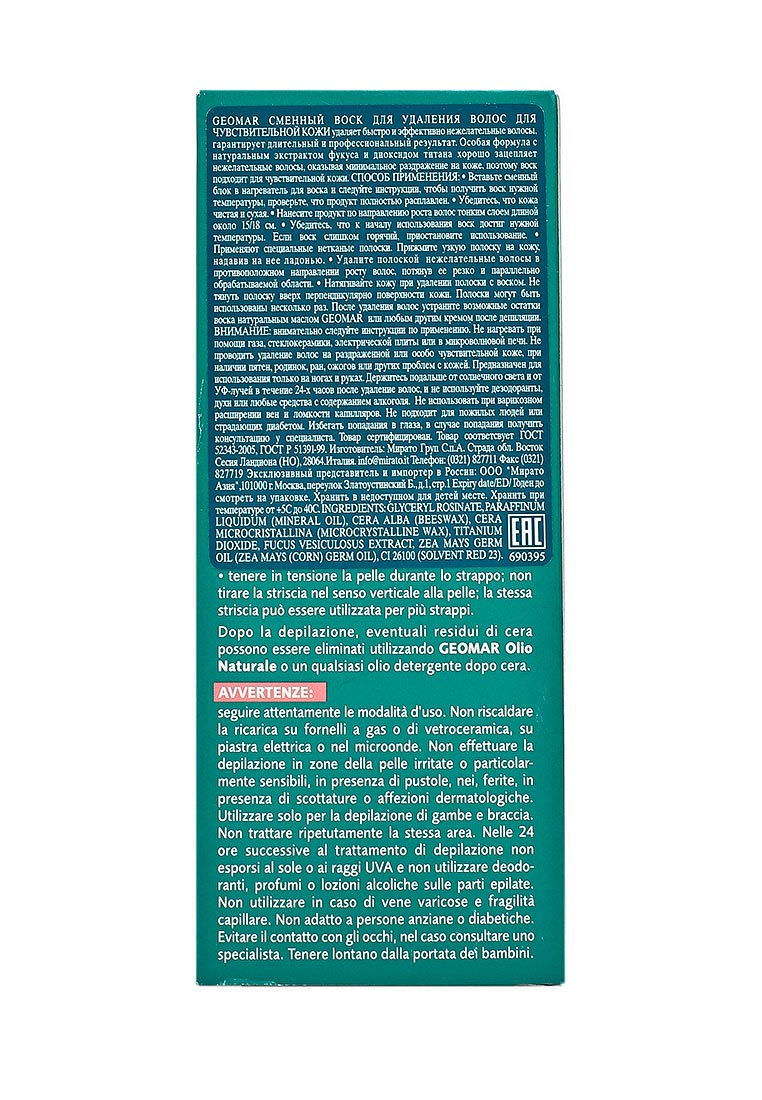 GEOMAR СМЕННЫЙ ВОСК ДЛЯ УДАЛЕНИЯ ВОЛОС ДЛЯ
ЧУВСТВИТЕЛЬНОЙ КОЖИ удаляет быстро и эффективно нежелательные волосы,
гарантирует длительный и профессиональный результат. Особая формула с
натуральным экстрактом фукуса и диоксидом титана хорошо зацепляет
нежелательные волосы, оказывая минимальное раздражение на коже, поэтому воск
подходит для чувствительной кожи. СПОСОБ ПРИМЕНЕНИЯ: • Вставьте сменный
блок в нагреватель для воска и следуйте инструкции, чтобы получить воск нужной
температуры, проверьте, что продукт полностью расплавлен. • Убедитесь, что кожа
чистая и сухая. • Нанесите продукт по направлению роста волос тонким слоем длиной
около 15/18 см. • Убедитесь, что к началу использования воск достиг нужной
температуры. Если воск слишком горячий, приостановите использование. •
Применяют специальные нетканые полоски. Прижмите узкую полоску на кожу,
надавив на нее ладонью. • Удалите полоской нежелательные волосы в
противоположном направлении росту волос, потянув ее резко и параллельно
обрабатываемой области. • Натягивайте кожу при удалении полоски с воском. Не
тянуть полоску вверх перпендикулярно поверхности кожи. Полоски могут быть
использованы несколько раз. После удаления волос устраните возможные остатки
воска натуральным маслом GEOMAR или любым другим кремом после депиляции.
ВНИМАНИЕ: внимательно следуйте инструкции по применению. Не нагревать при
помощи газа, стеклокерамики, электрической плиты или в микроволновой печи. Не
проводить удаление волос на раздраженной или особо чувствительной коже, при
наличии пятен, родинок, ран, ожогов или других проблем с кожей. Предназначен для
использования только на ногах и руках. Держитесь подальше от солнечного света и от
УФ-лучей в течение 24-х часов после удаление волос, и не используйте дезодоранты,
духи или любые средства с содержанием алкоголя. Не использовать при варикозном
расширении вен и ломкости капилляров. Не подходит для пожилых людей или
страдающих диабетом. Избегать попадания в глаза, в случае попадания получить
консультацию у специалиста. Товар сертифицирован. Товар соответсвует ГОСТ
52343-2005, ГОСТ Р 51391-99. Изготовлен: Мирато Груп С.п.А. Страда обл. Восток
Сесия Ландиона (НО), 28064.Италия. info@mirato.it Телефон: (0321) 827711 Факс (0321)
827719 Эксклюзивный представитель и импортер в России: ООО "Мирато
Азия",101000 г. Москва, переулок Златоустинский Б., д.1, стр.1 Expiry date/ED/ Годен до
смотреть на упаковке. Хранить в недоступном для детей месте. Хранить при
температуре от +5С до 40С. INGREDIENTS: GLYCERYL ROSINATE, PARAFFINUM
LIQUIDUM (MINERAL OIL), CERA ALBA (BEESWAX), CERA
MICROCRISTALLINA (MICROCRYSTALLINE WAX), TITANIUM
DIOXIDE, FUCUS VESICULOSUS EXTRACT, ZEA MAYS GERM
OIL (ZEA MAYS (CORN) GERM OIL), CI 26100 (SOLVENT RED 23).
EAC
690395
• tenere in tensione la pelle durante lo strappo; non
tirare la striscia nel senso verticale alla pelle; la stessa
striscia può essere utilizzata per più strappi.
Dopo la depilazione, eventuali residui di cera
possono essere eliminati utilizzando GEOMAR Olio
Naturale o un qualsiasi olio detergente dopo cera.
AVVERTENZE:
seguire attentamente le modalità d'uso. Non riscaldare
la ricarica su fornelli a gas o di vetroceramica, su
piastra elettrica o nel microonde. Non effettuare la
depilazione in zone della pelle irritate o particolar-
mente sensibili, in presenza di pustole, nei, ferite, in
presenza di scottature o affezioni dermatologiche.
Utilizzare solo per la depilazione di gambe e braccia.
Non trattare ripetutamente la stessa area. Nelle 24
ore successive al trattamento di depilazione non
esporsi al sole o ai raggi UVA e non utilizzare deodo-
ranti, profumi o lozioni alcoliche sulle parti epilate.
Non utilizzare in caso di vene varicose e fragilità
capillare. Non adatto a persone anziane o diabetiche.
Evitare il contatto con gli occhi, nel caso consultare uno
specialista. Tenere lontano dalla portata dei bambini.